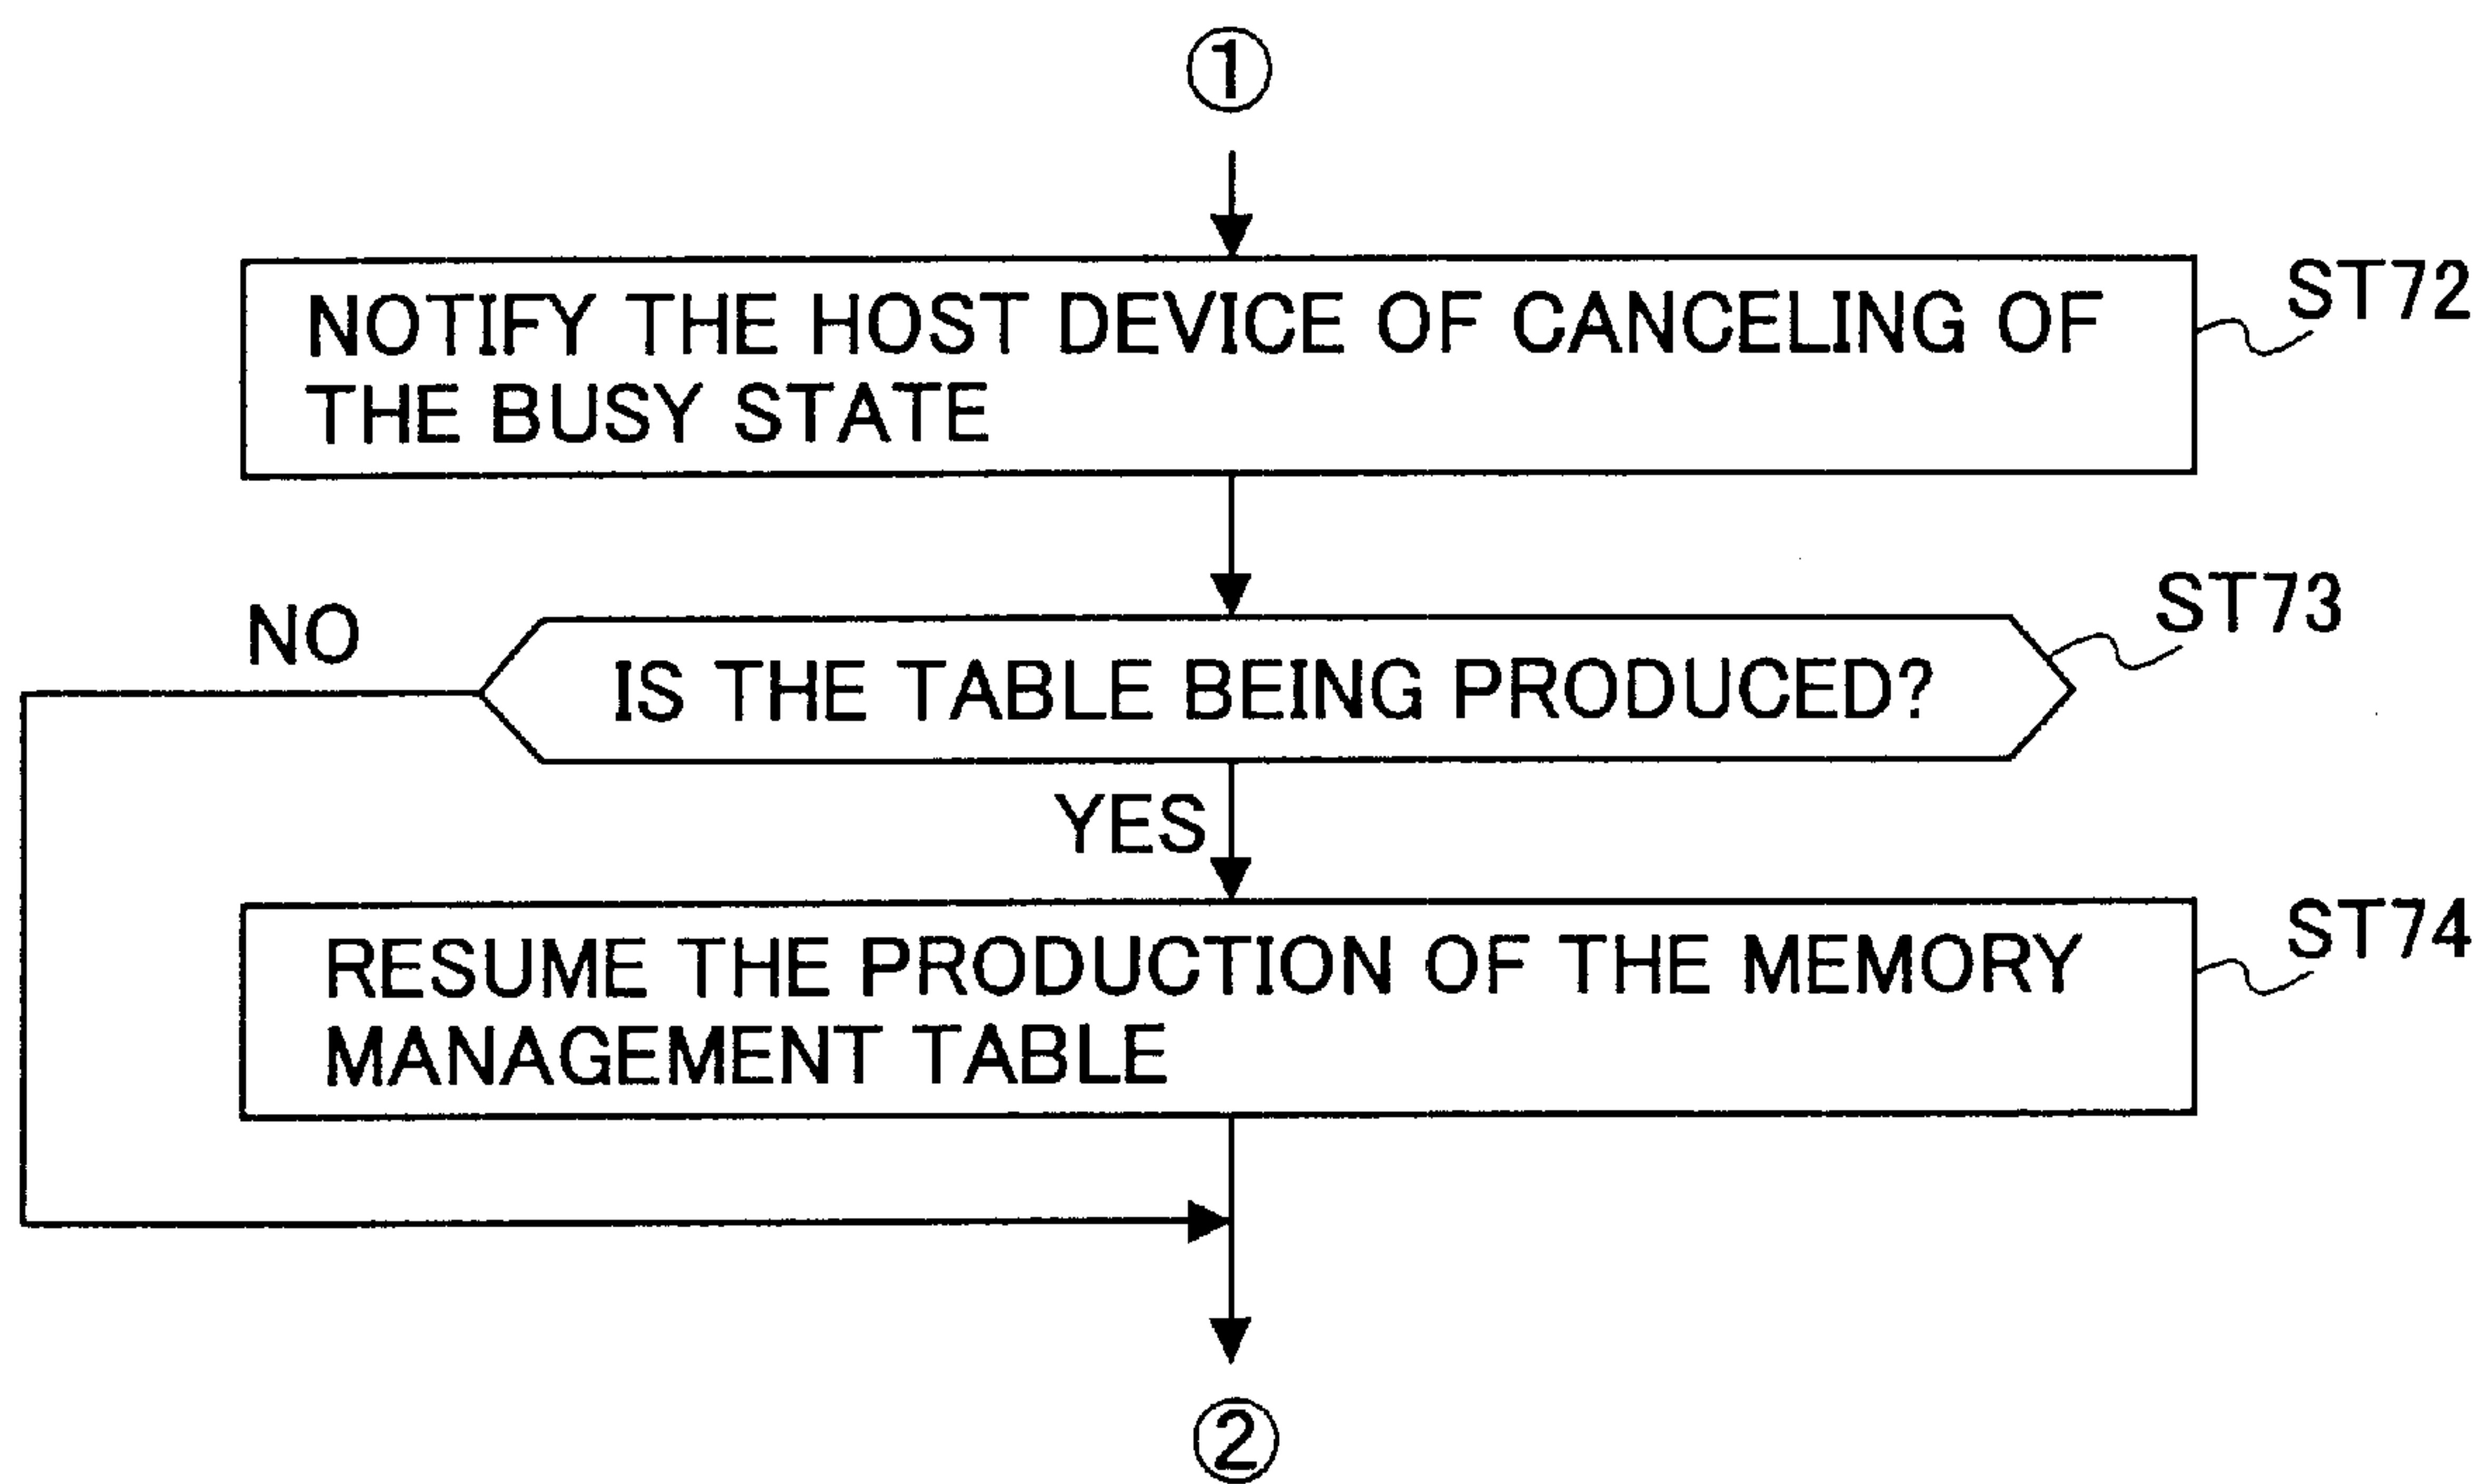 ①
NOTIFY THE HOST DEVICE OF CANCELING OF
THE BUSY STATE
ST72
NO
IS THE TABLE BEING PRODUCED?
ST73
YES
RESUME THE PRODUCTION OF THE MEMORY
MANAGEMENT TABLE
ST74
②